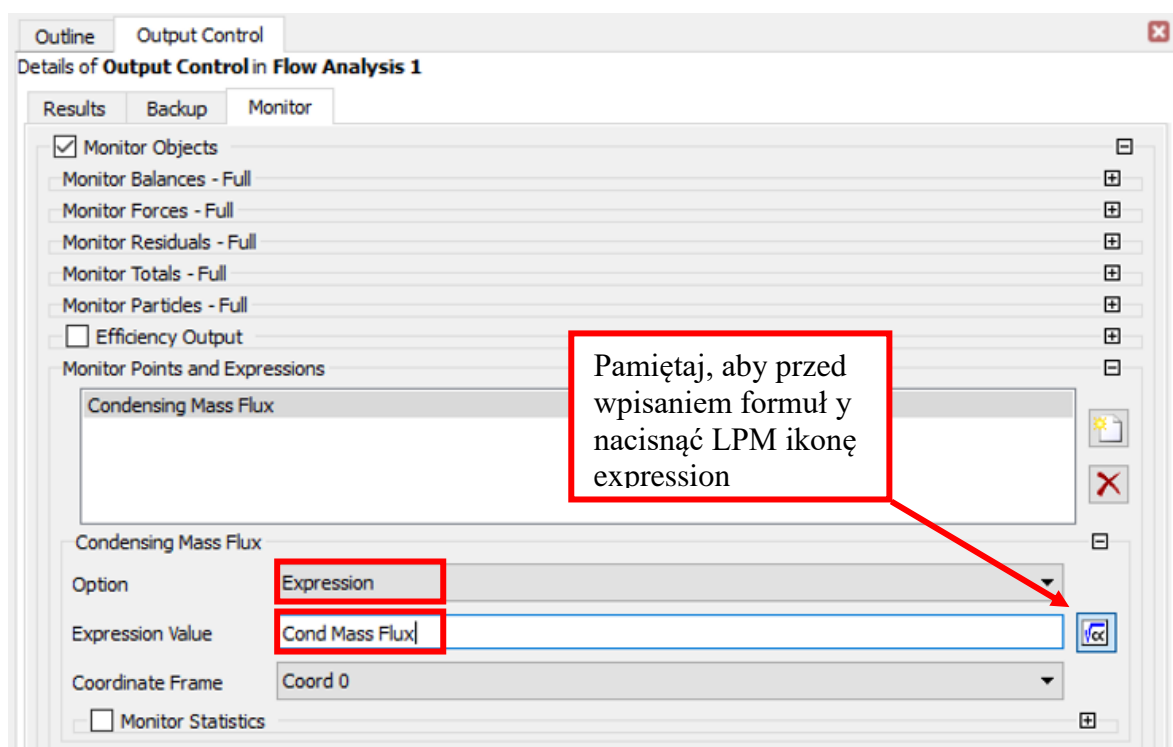 Outline Output Control
Details of Output Control in Flow Analysis 1
Results Backup Monitor
Monitor Objects
Monitor Balances - Full
Monitor Forces - Full
Monitor Residuals - Full
Monitor Totals - Full
Monitor Particles - Full
Efficiency Output
Monitor Points and Expressions
Condensing Mass Flux
Pamiętaj, aby przed
wpisaniem formuł y
nacisnąć LPM ikonę
expression
Condensing Mass Flux
Option Expression
Expression Value Cond Mass Flux
Coordinate Frame Coord 0
Monitor Statistics